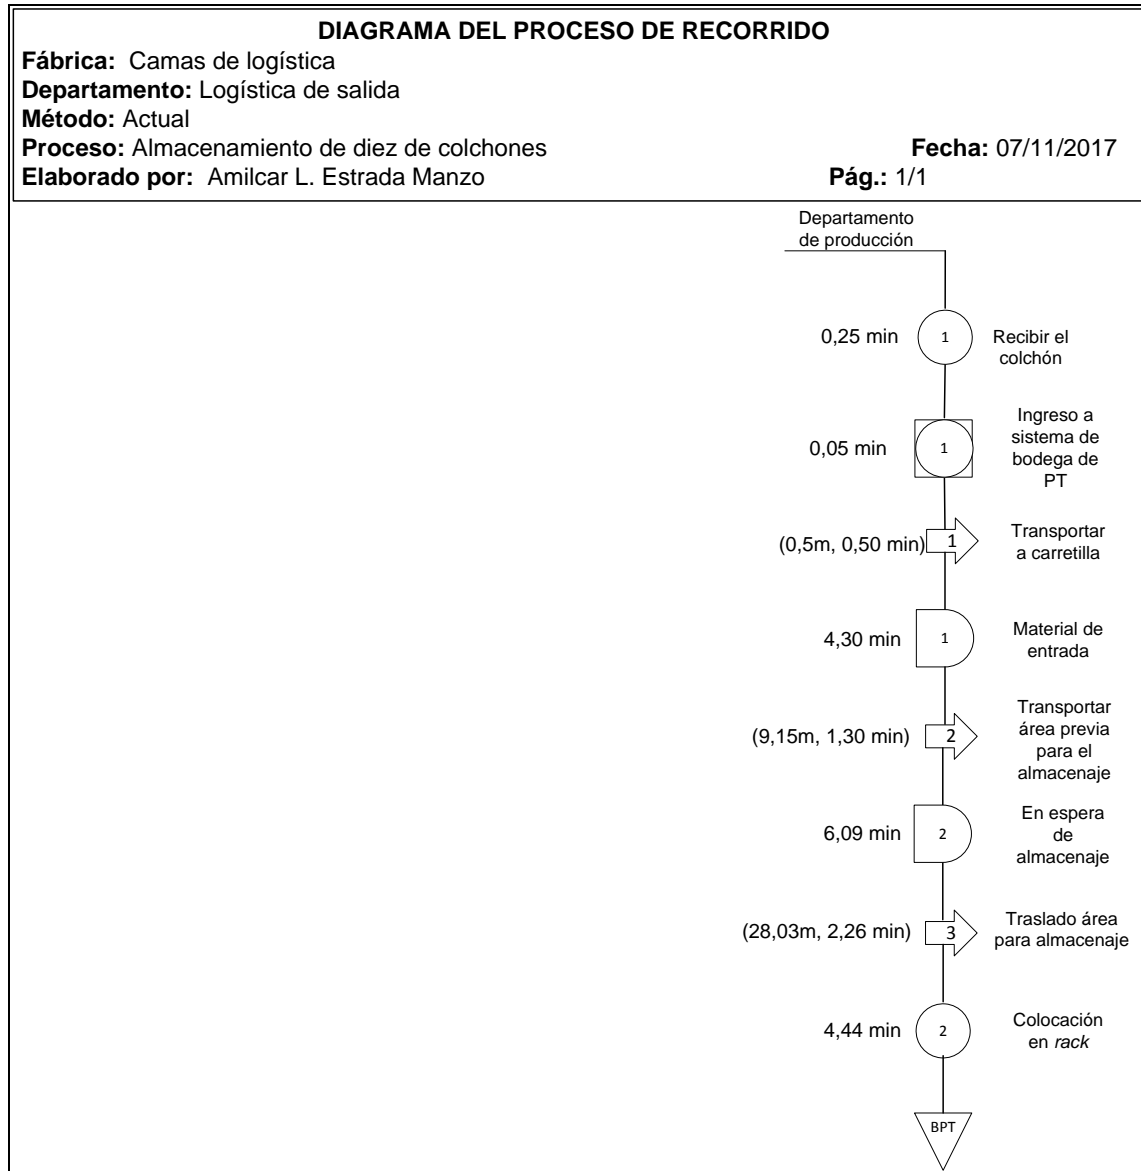 DIAGRAMA DEL PROCESO DE RECORRIDO
Fábrica: Camas de logística
Departamento: Logística de salida
Método: Actual
Proceso: Almacenamiento de diez de colchones Fecha: 07/11/2017
Elaborado por: Amilcar L. Estrada Manzo Pág.: 1/1
Departamento
de producción
0,25 min 1 Recibir el
colchón
Ingreso a
sistema de
0,05 min 1 bodega de
PT
(0,5m, 0,50 min) 1 Transportar
a carretilla
4,30 min 1 Material de
entrada
Transportar
área previa
(9,15m, 1,30 min) 2 para el
almacenaje
En espera
6,09 min 2 de
almacenaje
(28,03m, 2,26 min) 3 Traslado área
para almacenaje
4,44 min 2 Colocación
en rack
BPT